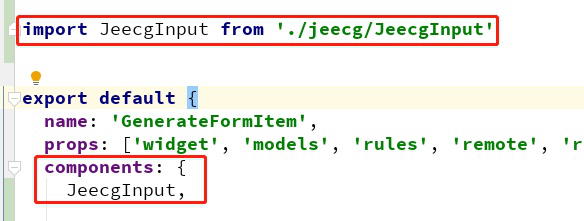 import JeecgInput from './jeecg/JeecgInput'
export default {
name: 'GenerateFormItem',
props: ['widget', 'models', 'rules', 'remote', 'r
components: {
JeecgInput,